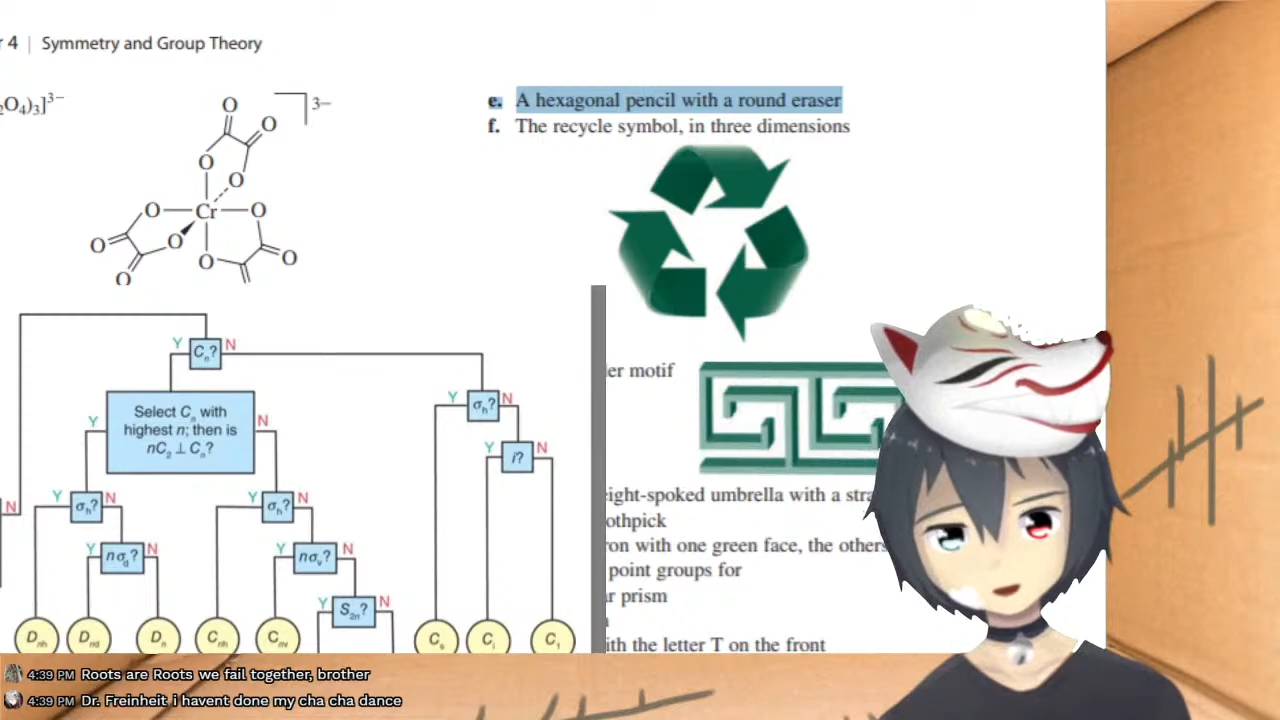 r 4 | Symmetry and Group Theory
2O4)3]3−
3−
O
O
O
O
O
Cr
O
O
O
O
O
O
O
e. A hexagonal pencil with a round eraser
f. The recycle symbol, in three dimensions
Y Cn? N
Select Cn with
highest n; then is
nC2 ⊥ Cn?
Y
N
Y σh? N
Y i? N
N
Y σh? N
Y σh? N
Y nσd? N
Y nσv? N
Y S2n? N
Dnh
Dnd
Dn
Cnh
Cnv
Cs
Ci
C1
er motif
eight-spoked umbrella with a stra
othpick
ron with one green face, the others
point groups for
r prism
ith the letter T on the front
4:39 PM Roots are Roots we fail together, brother
4:39 PM Dr. Freinheit i havent done my cha cha dance